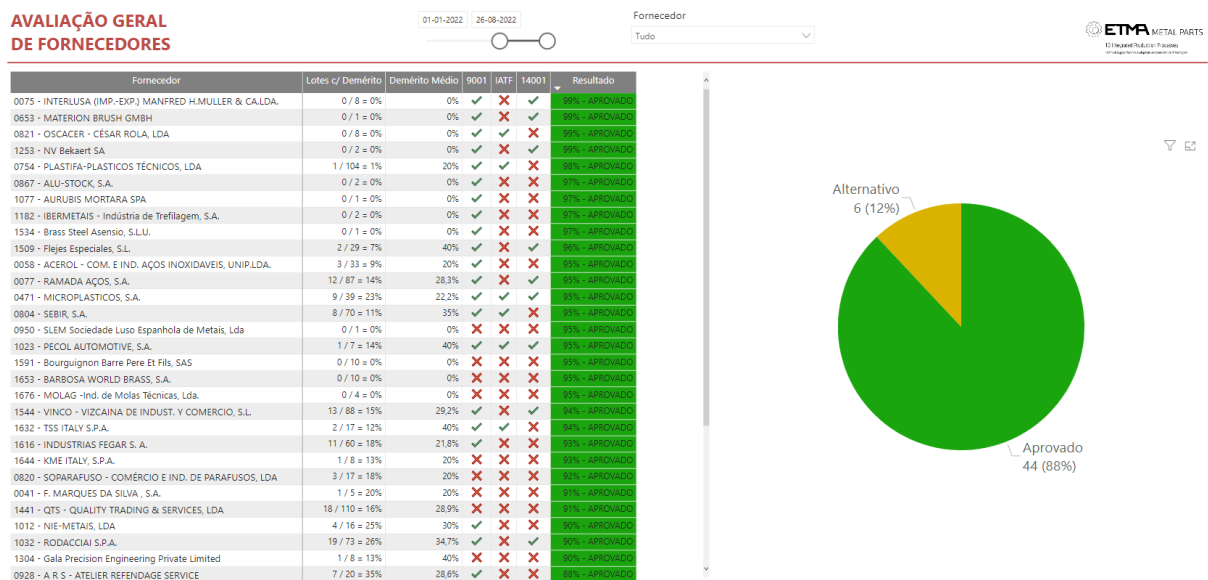 AVALIAÇÃO GERAL
DE FORNECEDORES
01-01-2022 26-08-2022
Fornecedor
Tudo
ETMA METAL PARTS
10 Integrated Production Processes
Fornecedor Lotes c/ Demérito Demérito Médio 9001 IATF 14001 Resultado
0075 - INTERLUSA (IMP.-EXP.) MANFRED H.MULLER & CA.LDA. 0 / 8 = 0% 0% 99% - APROVADO
0653 - MATERION BRUSH GMBH 0 / 1 = 0% 0% 99% - APROVADO
0821 - OSCACER - CÉSAR ROLA, LDA 0 / 8 = 0% 0% 99% - APROVADO
1253 - NV Bekaert SA 0 / 2 = 0% 0% 99% - APROVADO
0754 - PLASTIFA-PLASTICOS TÉCNICOS, LDA 1 / 104 = 1% 20% 98% - APROVADO
0867 - ALU-STOCK, S.A. 0 / 2 = 0% 0% 97% - APROVADO
1077 - AURUBIS MORTARA SPA 0 / 1 = 0% 0% 97% - APROVADO
1182 - IBERMETAIS - Indústria de Trefilagem, S.A. 0 / 2 = 0% 0% 97% - APROVADO
1534 - Brass Steel Asensio, S.L.U. 0 / 1 = 0% 0% 97% - APROVADO
1509 - Flejes Especiales, S.L. 2 / 29 = 7% 40% 96% - APROVADO
0058 - ACEROL - COM. E IND. AÇOS INOXIDAVEIS, UNIP.LDA. 3 / 33 = 9% 20% 95% - APROVADO
0077 - RAMADA AÇOS, S.A. 12 / 87 = 14% 28,3% 95% - APROVADO
0471 - MICROPLASTICOS, S.A. 9 / 39 = 23% 22,2% 95% - APROVADO
0804 - SEBIR, S.A. 8 / 70 = 11% 35% 95% - APROVADO
0950 - SLEM Sociedade Luso Espanhola de Metais, Lda 0 / 1 = 0% 0% 95% - APROVADO
1023 - PECOL AUTOMOTIVE, S.A. 1 / 7 = 14% 40% 95% - APROVADO
1591 - Bourguignon Barre Pere Et Fils, SAS 0 / 10 = 0% 0% 95% - APROVADO
1653 - BARBOSA WORLD BRASS, S.A. 0 / 10 = 0% 0% 95% - APROVADO
1676 - MOLAG -Ind. de Molas Técnicas, Lda. 0 / 4 = 0% 0% 95% - APROVADO
1544 - VINCO - VIZCAINA DE INDUST. Y COMERCIO, S.L. 13 / 88 = 15% 29,2% 94% - APROVADO
1632 - TSS ITALY S.P.A. 2 / 17 = 12% 40% 94% - APROVADO
1616 - INDUSTRIAS FEGAR S. A. 11 / 60 = 18% 21,8% 93% - APROVADO
1644 - KME ITALY, S.P.A. 1 / 8 = 13% 20% 93% - APROVADO
0820 - SOPARAFUSO - COMÉRCIO E IND. DE PARAFUSOS, LDA 3 / 17 = 18% 20% 92% - APROVADO
0041 - F. MARQUES DA SILVA , S.A. 1 / 5 = 20% 20% 91% - APROVADO
1441 - QTS - QUALITY TRADING & SERVICES, LDA 18 / 110 = 16% 28,9% 91% - APROVADO
1012 - NIE-METAIS, LDA 4 / 16 = 25% 30% 90% - APROVADO
1032 - RODACCIAI S.P.A. 19 / 73 = 26% 34,7% 90% - APROVADO
1304 - Gala Precision Engineering Private Limited 1 / 8 = 13% 40% 90% - APROVADO
0928 - A R S - ATELIER REFENDAGE SERVICE 7 / 20 = 35% 28,6% 88% - APROVADO
Alternativo
6 (12%)
Aprovado
44 (88%)